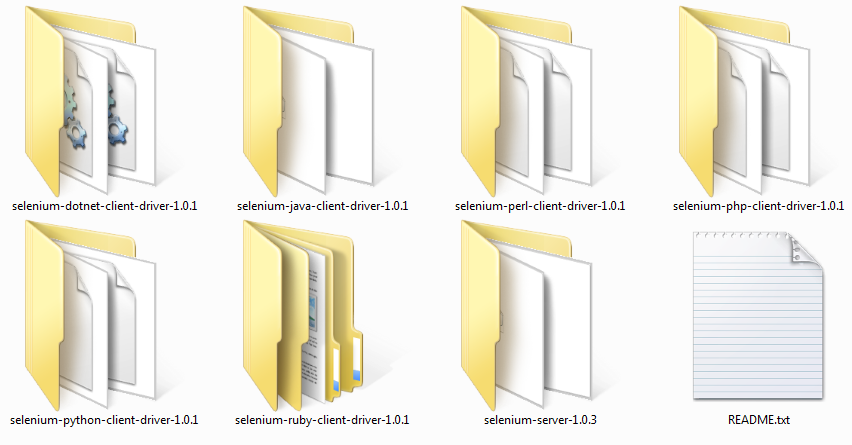 selenium-dotnet-client-driver-1.0.1
selenium-java-client-driver-1.0.1
selenium-perl-client-driver-1.0.1
selenium-php-client-driver-1.0.1
selenium-python-client-driver-1.0.1
selenium-ruby-client-driver-1.0.1
selenium-server-1.0.3
README.txt